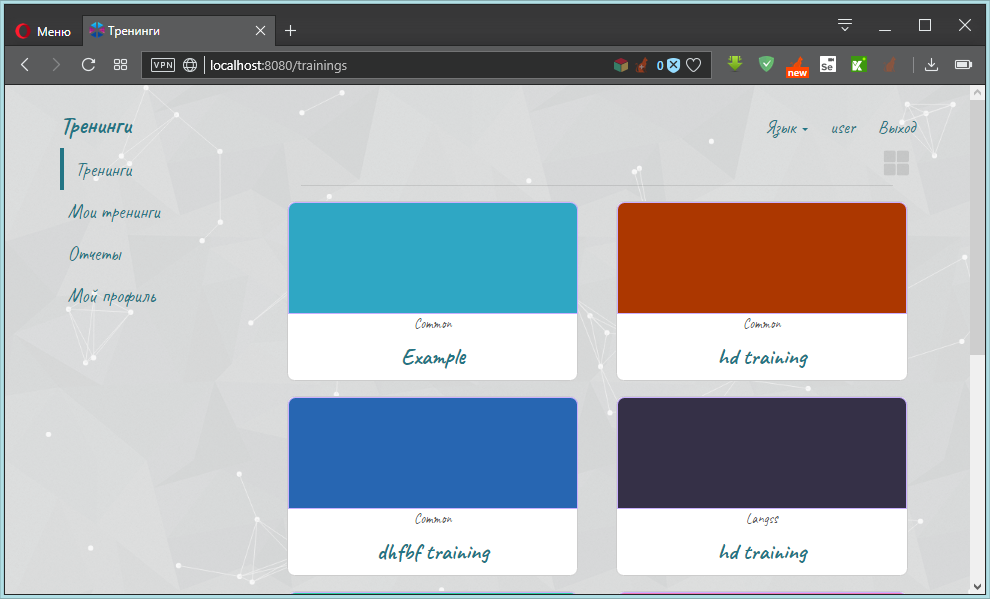 Меню
Тренинги
VPN
localhost:8080/trainings
0
new
Se
Тренинги
Язык
user
Выход
Тренинги
Мои тренинги
Отчеты
Мой профиль
Common
Example
Common
hd training
Common
dhfbf training
Langss
hd training